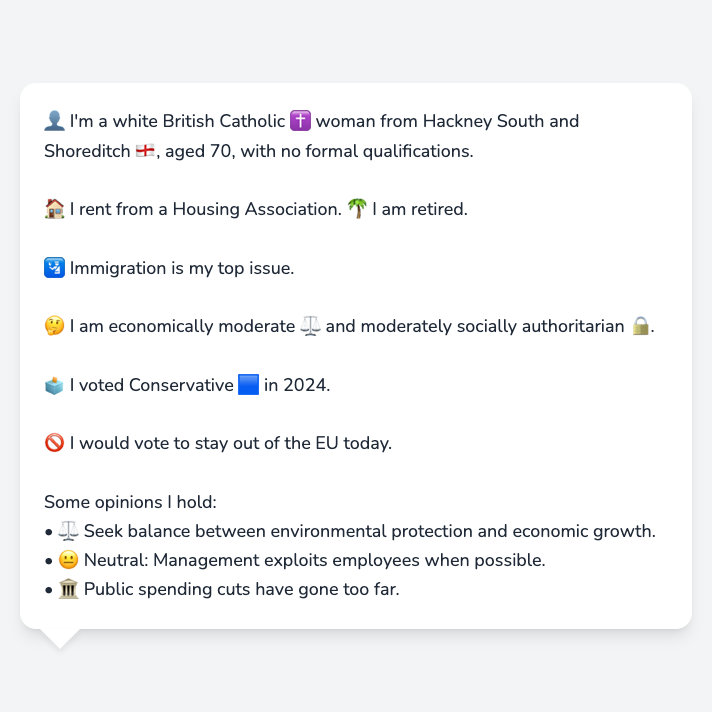 👤 I'm a white British Catholic ✝️ woman from Hackney South and
Shoreditch 🏴󠁧󠁢󠁥󠁮󠁧󠁿, aged 70, with no formal qualifications.
🏠 I rent from a Housing Association. 🌴 I am retired.
🛂 Immigration is my top issue.
🤔 I am economically moderate ⚖️ and moderately socially authoritarian 🔒.
🗳️ I voted Conservative 🟦 in 2024.
🚫 I would vote to stay out of the EU today.
Some opinions I hold:
• ⚖️ Seek balance between environmental protection and economic growth.
• 😐 Neutral: Management exploits employees when possible.
• 🏛️ Public spending cuts have gone too far.